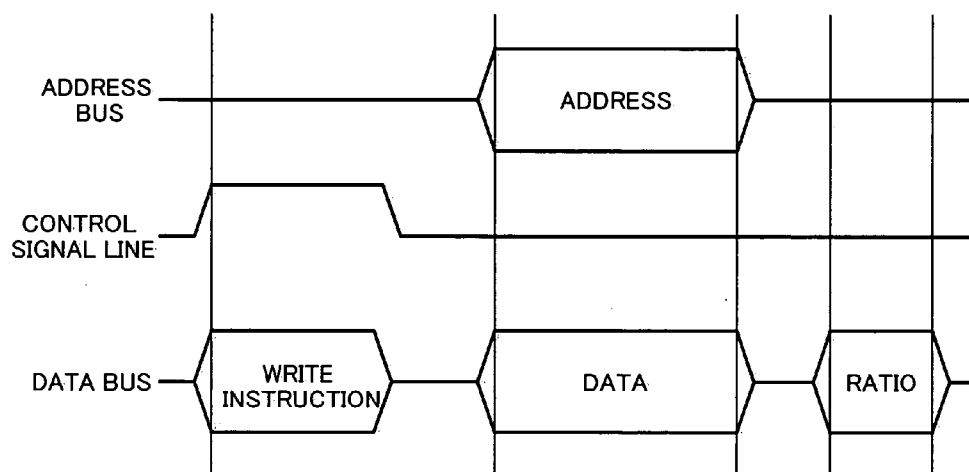 ADDRESS
BUS
ADDRESS
CONTROL
SIGNAL LINE
DATA BUS
WRITE
INSTRUCTION
DATA
RATIO